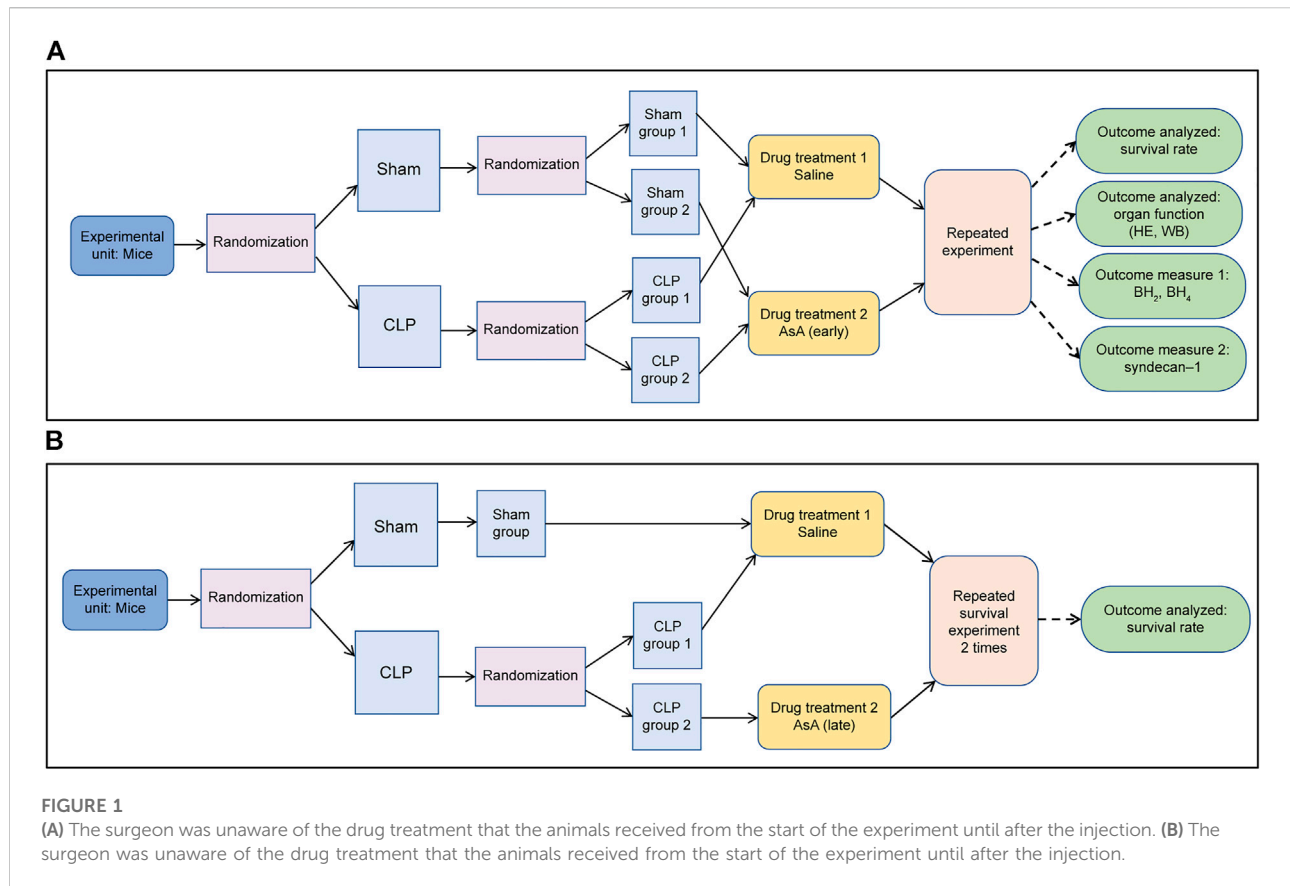 A
Experimental
unit: Mice
Randomization
Sham
CLP
Randomization
Randomization
Sham
group 1
Sham
group 2
CLP
group 1
CLP
group 2
Drug treatment 1
Saline
Drug treatment 2
AsA (early)
Repeated
experiment
Outcome analyzed:
survival rate
Outcome analyzed:
organ function
(HE, WB)
Outcome measure 1:
BH₂, BH₄
Outcome measure 2:
syndecan–1
B
Experimental
unit: Mice
Randomization
Sham
CLP
Sham
group
Randomization
CLP
group 1
CLP
group 2
Drug treatment 1
Saline
Drug treatment 2
AsA (late)
Repeated
survival
experiment
2 times
Outcome analyzed:
survival rate
FIGURE 1
(A) The surgeon was unaware of the drug treatment that the animals received from the start of the experiment until after the injection. (B) The
surgeon was unaware of the drug treatment that the animals received from the start of the experiment until after the injection.